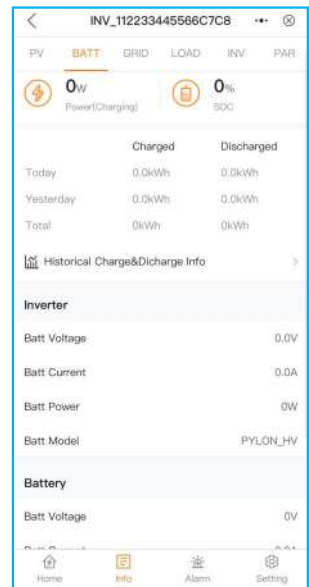 INV_112233445566C7C8
PV BATT GRID LOAD INV PAR
0W 0%
Power(Charging) SOC
Charged Discharged
Today 0.0kWh 0.0kWh
Yesterday 0.0kWh 0.0kWh
Total 0kWh 0kWh
Historical Charge&Dicharge Info
Inverter
Batt Voltage 0.0V
Batt Current 0.0A
Batt Power 0W
Batt Model PYLON_HV
Battery
Batt Voltage 0V
Home Info Alarm Setting